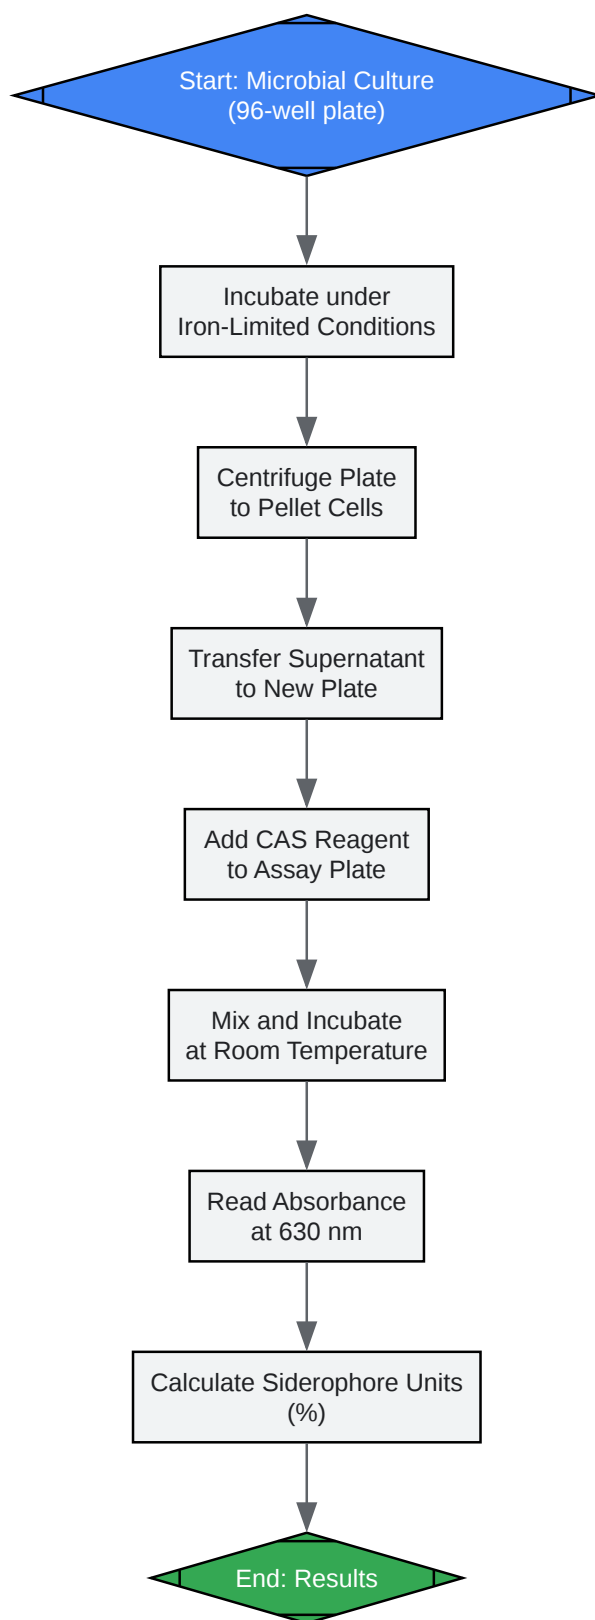 Start: Microbial Culture
(96-well plate)
Incubate under
Iron-Limited Conditions
Centrifuge Plate
to Pellet Cells
Transfer Supernatant
to New Plate
Add CAS Reagent
to Assay Plate
Mix and Incubate
at Room Temperature
Read Absorbance
at 630 nm
Calculate Siderophore Units
(%)
End: Results